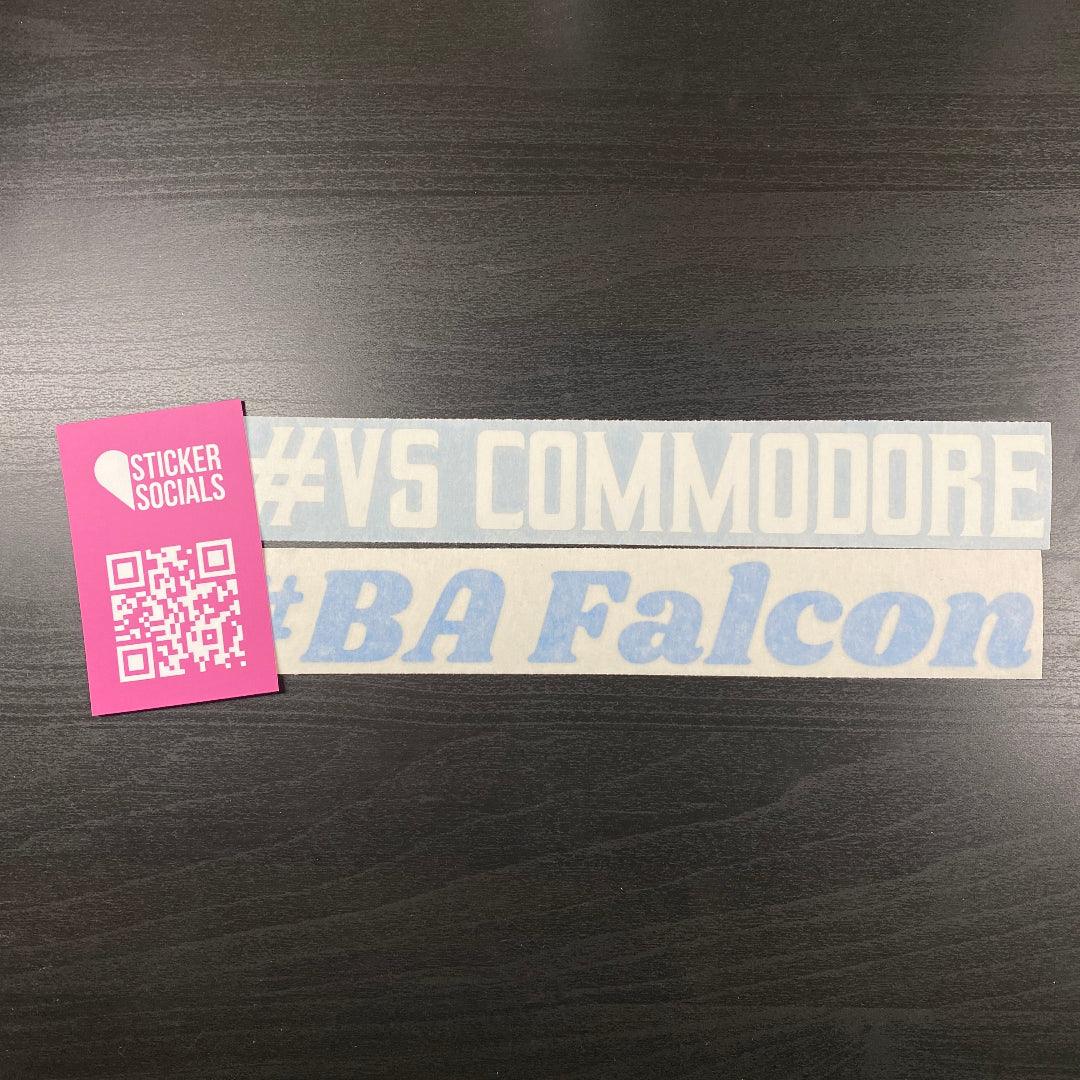 STICKER
SOCIALS
#VS COMMODORE
#BA Falcon